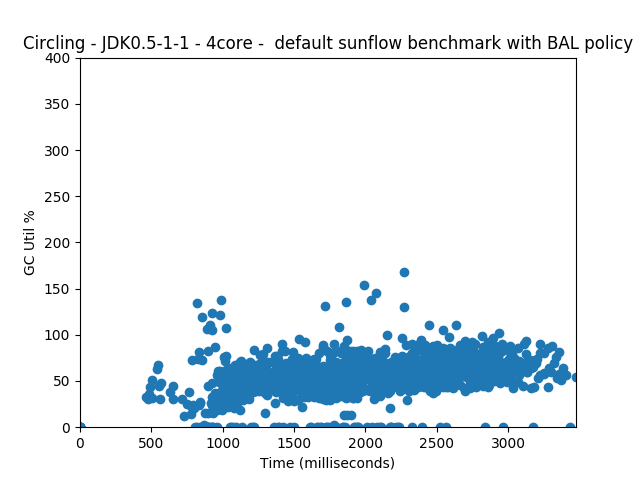 Circling - JDK0.5-1-1 - 4core -  default sunflow benchmark with BAL policy
400
350
300
250
200
150
100
50
0
GC Util %
0 500 1000 1500 2000 2500 3000
Time (milliseconds)